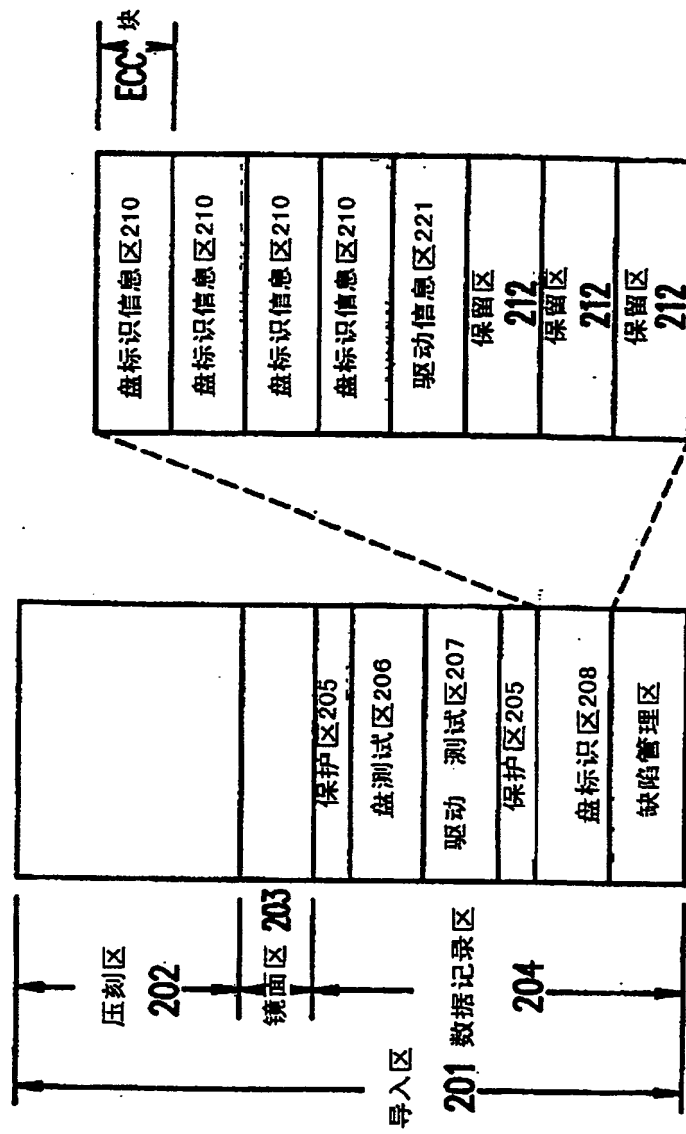 导入区
201
压刻区
202
镜面区 203
数据记录区
204
保护区205
盘测试区206
驱动 测试区207
保护区205
盘标识区208
缺陷管理区
ECC 块
盘标识信息区210
盘标识信息区210
盘标识信息区210
盘标识信息区210
驱动信息区221
保留区
212
保留区
212
保留区
212